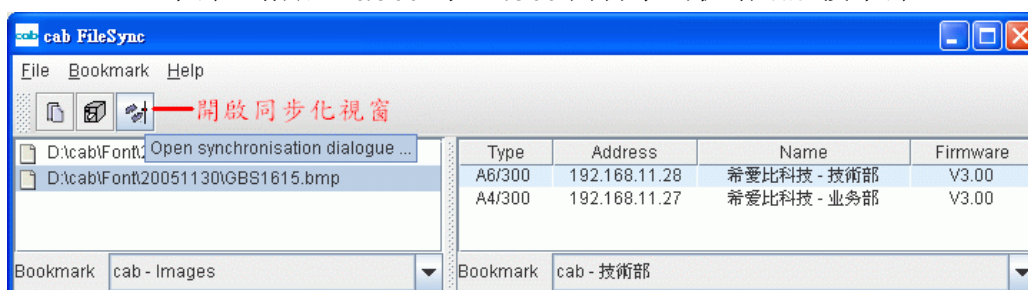 cab cab FileSync
File Bookmark Help
開啟同步化視窗
D:\cab\Font\2
Open synchronisation dialogue ...
D:\cab\Font\20051130\GBS1615.bmp
Type Address Name Firmware
A6/300 192.168.11.28 希爱比科技 - 技術部 V3.00
A4/300 192.168.11.27 希爱比科技 - 业务部 V3.00
Bookmark cab - Images
Bookmark cab - 技術部